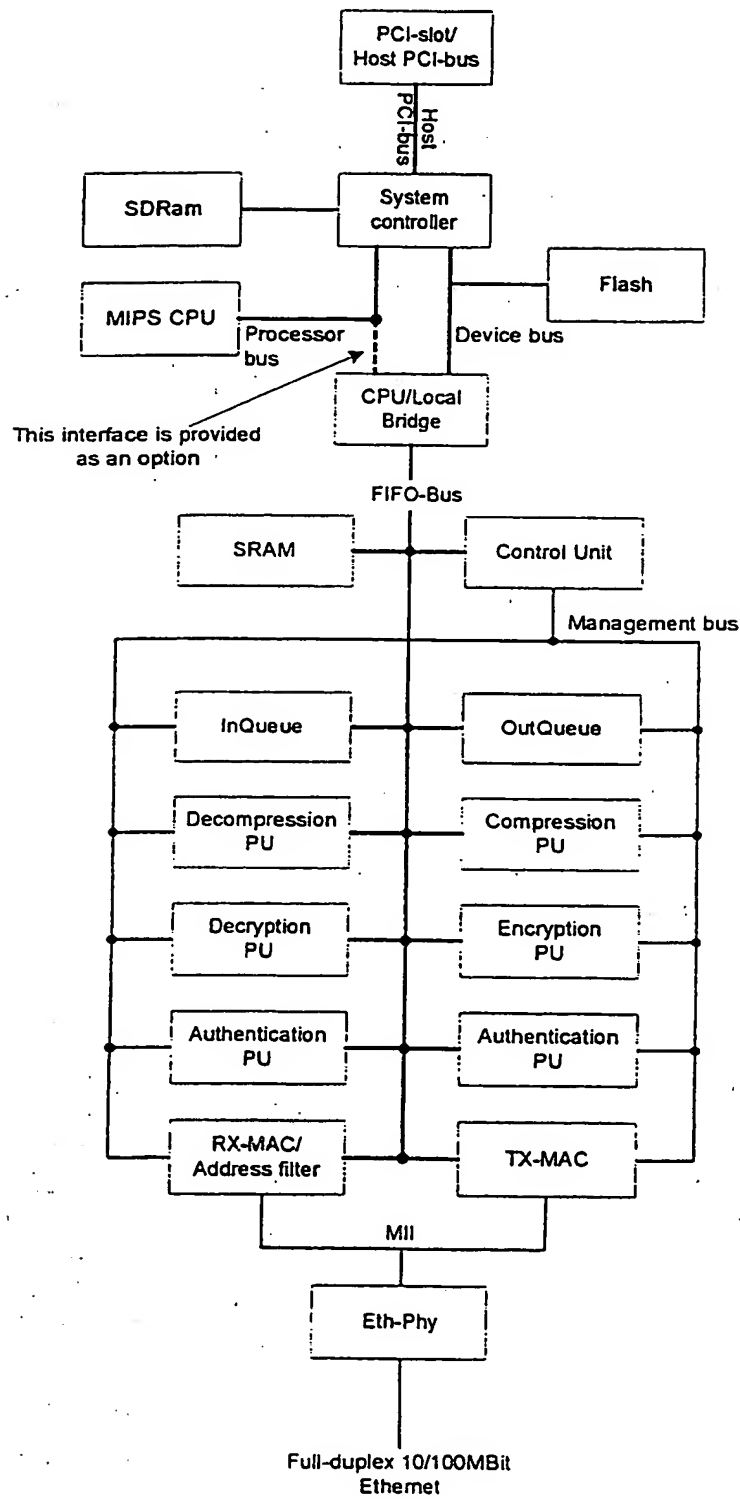 PCI-slot/
Host PCI-bus
Host
PCI-bus
SDRam
System
controller
MIPS CPU
Flash
Processor
bus
Device bus
CPU/Local
Bridge
This interface is provided
as an option
FIFO-Bus
SRAM
Control Unit
Management bus
InQueue
OutQueue
Decompression
PU
Compression
PU
Decryption
PU
Encryption
PU
Authentication
PU
Authentication
PU
RX-MAC/
Address filter
TX-MAC
MII
Eth-Phy
Full-duplex 10/100MBit
Ethernet